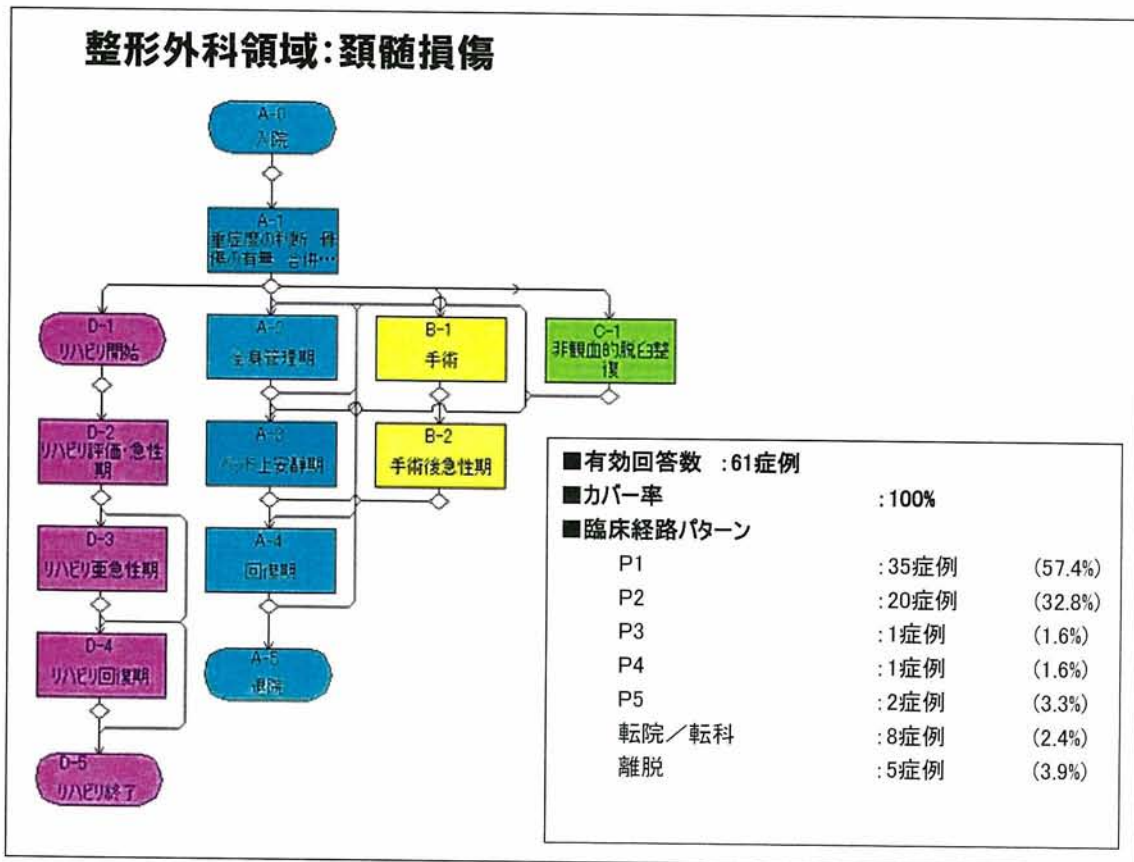 整形外科領域:頚髄損傷
A-0
入院
A-1
重症度の判断 骨
傷の有無 合併…
D-1
リハビリ開始
A-2
全身管理期
B-1
手術
C-1
非観血的脱臼整
復
D-2
リハビリ評価・急性
期
A-3
ベッド上安静期
B-2
手術後急性期
D-3
リハビリ亜急性期
A-4
回復期
D-4
リハビリ回復期
A-5
退院
D-5
リハビリ終了
■有効回答数 :61症例
■カバー率 :100%
■臨床経路パターン
P1 :35症例 (57.4%)
P2 :20症例 (32.8%)
P3 :1症例 (1.6%)
P4 :1症例 (1.6%)
P5 :2症例 (3.3%)
転院/転科 :8症例 (2.4%)
離脱 :5症例 (3.9%)